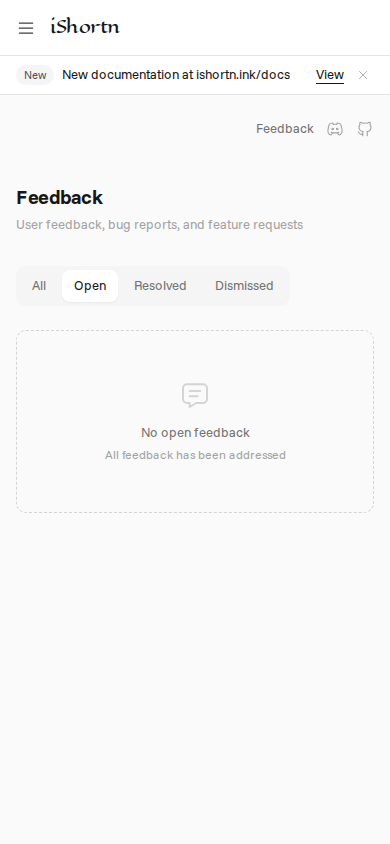 iShortn
New New documentation at ishortn.ink/docs View
Feedback
Feedback
User feedback, bug reports, and feature requests
All Open Resolved Dismissed
No open feedback
All feedback has been addressed